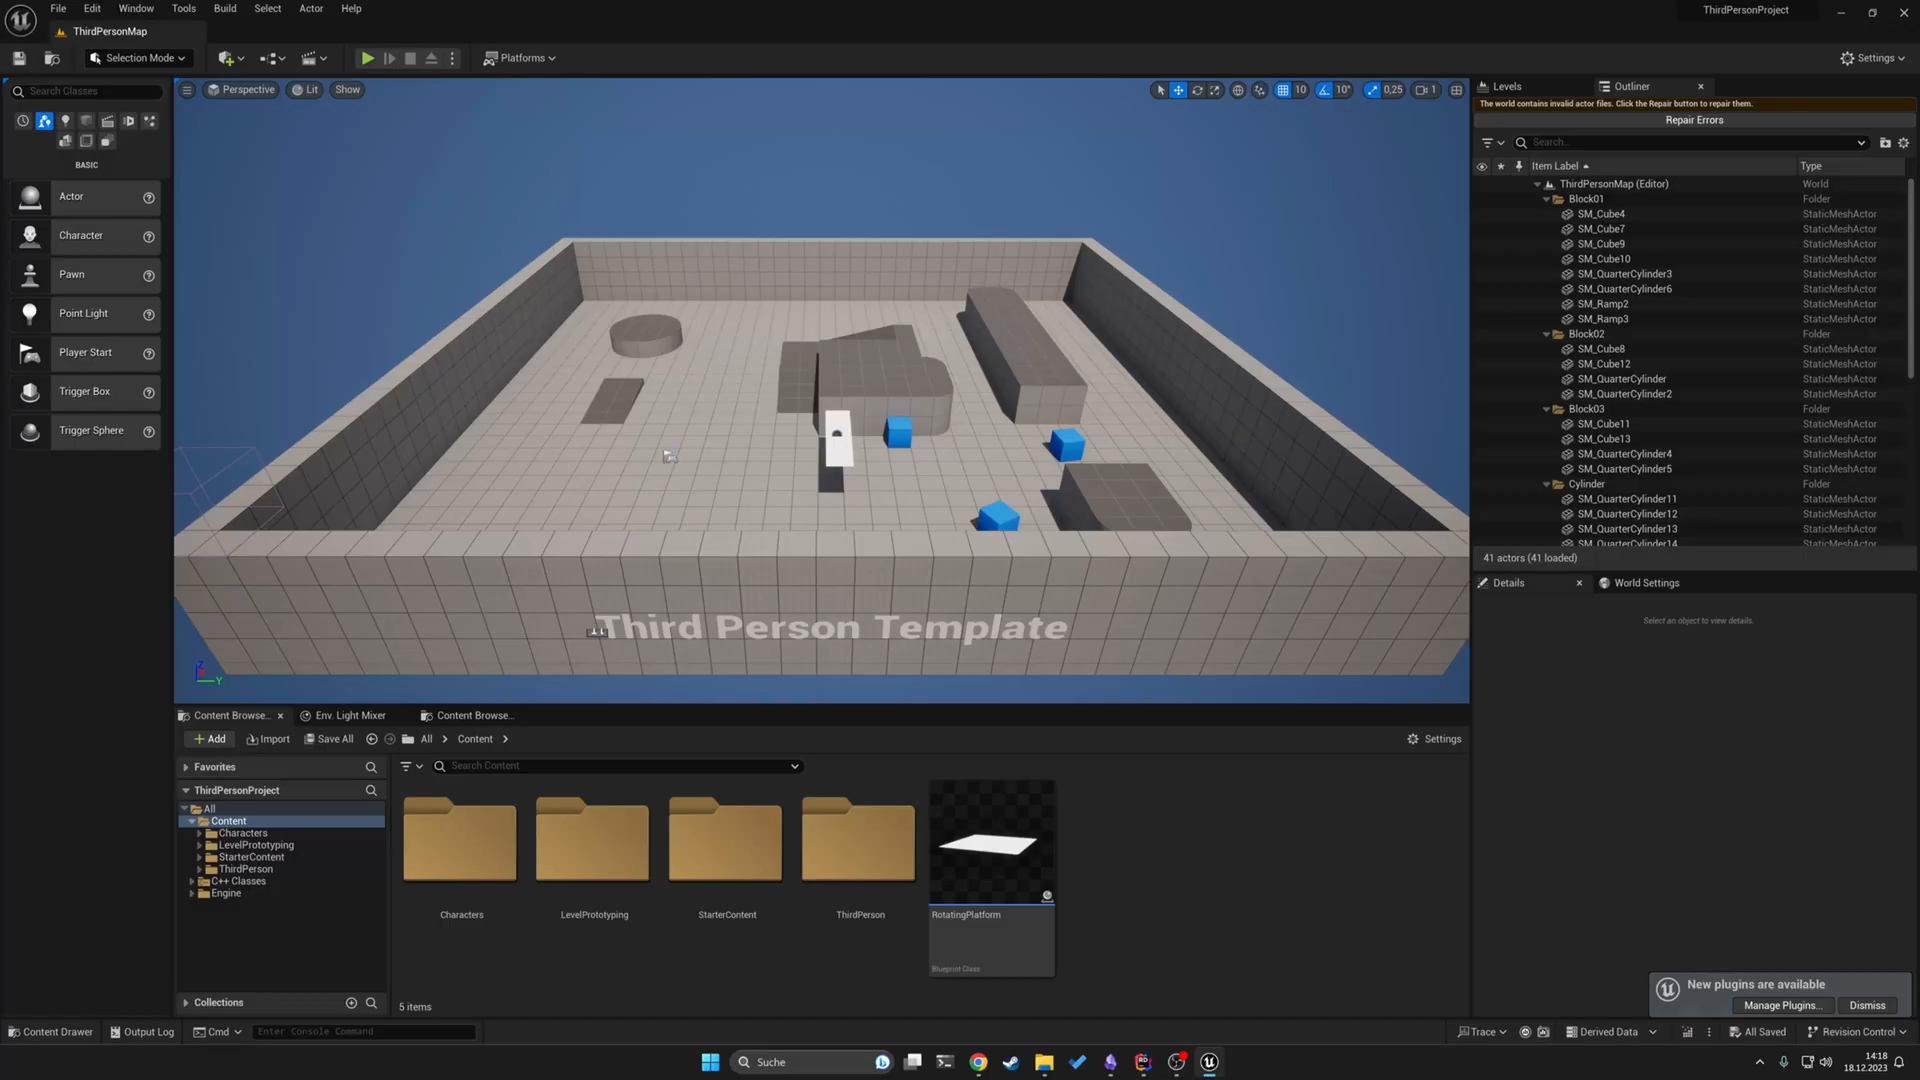 File Edit Window Tools Build Select Actor Help
ThirdPersonProject
ThirdPersonMap
Selection Mode
Platforms
Settings
Search Classes
BASIC
Actor
Character
Pawn
Point Light
Player Start
Trigger Box
Trigger Sphere
Perspective Lit Show
10 10° 0,25 1
Third Person Template
Z
Y
Levels Outliner
The world contains invalid actor files. Click the Repair button to repair them.
Repair Errors
Search...
Item Label Type
ThirdPersonMap (Editor) World
Block01 Folder
SM_Cube4 StaticMeshActor
SM_Cube7 StaticMeshActor
SM_Cube9 StaticMeshActor
SM_Cube10 StaticMeshActor
SM_QuarterCylinder3 StaticMeshActor
SM_QuarterCylinder6 StaticMeshActor
SM_Ramp2 StaticMeshActor
SM_Ramp3 StaticMeshActor
Block02 Folder
SM_Cube8 StaticMeshActor
SM_Cube12 StaticMeshActor
SM_QuarterCylinder StaticMeshActor
SM_QuarterCylinder2 StaticMeshActor
Block03 Folder
SM_Cube11 StaticMeshActor
SM_Cube13 StaticMeshActor
SM_QuarterCylinder4 StaticMeshActor
SM_QuarterCylinder5 StaticMeshActor
Cylinder Folder
SM_QuarterCylinder11 StaticMeshActor
SM_QuarterCylinder12 StaticMeshActor
SM_QuarterCylinder13 StaticMeshActor
SM_QuarterCylinder14 StaticMeshActor
41 actors (41 loaded)
Details World Settings
Select an object to view details.
Content Browse... Env. Light Mixer Content Browse...
Add Import Save All All Content Settings
Favorites
ThirdPersonProject
All
Content
Characters
LevelPrototyping
StarterContent
ThirdPerson
C++ Classes
Engine
Collections
Search Content
Characters
LevelPrototyping
StarterContent
ThirdPerson
RotatingPlatform
Blueprint Class
5 items
New plugins are available
Manage Plugins... Dismiss
Content Drawer Output Log Cmd Enter Console Command
Trace Derived Data All Saved Revision Control
Suche
14:18
18.12.2023